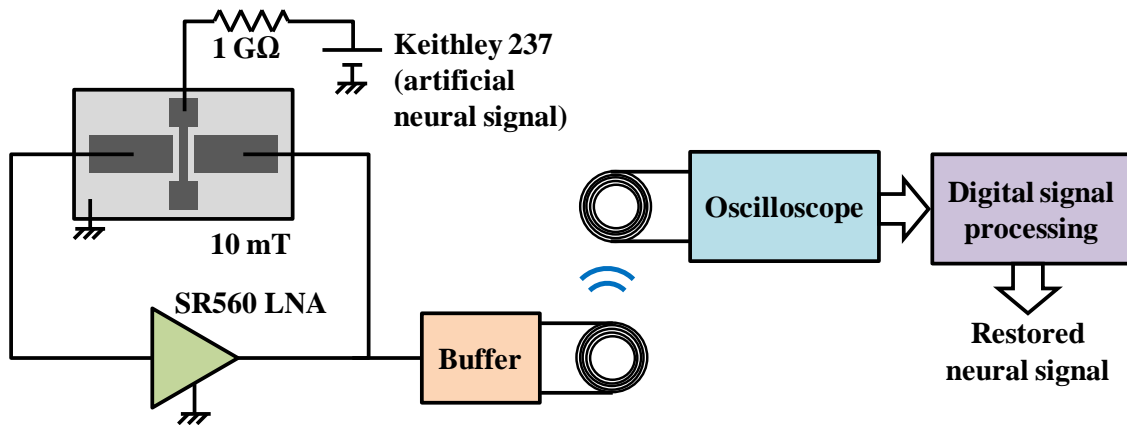 1 GΩ
Keithley 237
(artificial
neural signal)
10 mT
SR560 LNA
Buffer
Oscilloscope
Digital signal
processing
Restored
neural signal